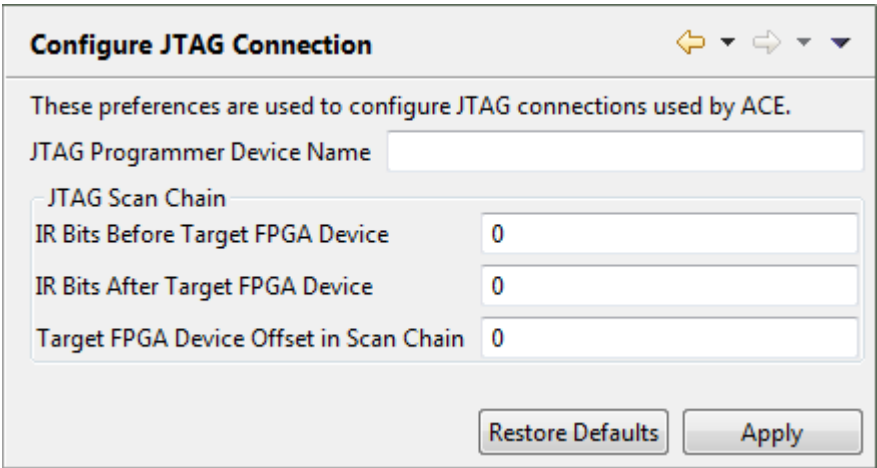 Configure JTAG Connection
These preferences are used to configure JTAG connections used by ACE.
JTAG Programmer Device Name
JTAG Scan Chain
IR Bits Before Target FPGA Device 0
IR Bits After Target FPGA Device 0
Target FPGA Device Offset in Scan Chain 0
Restore Defaults Apply